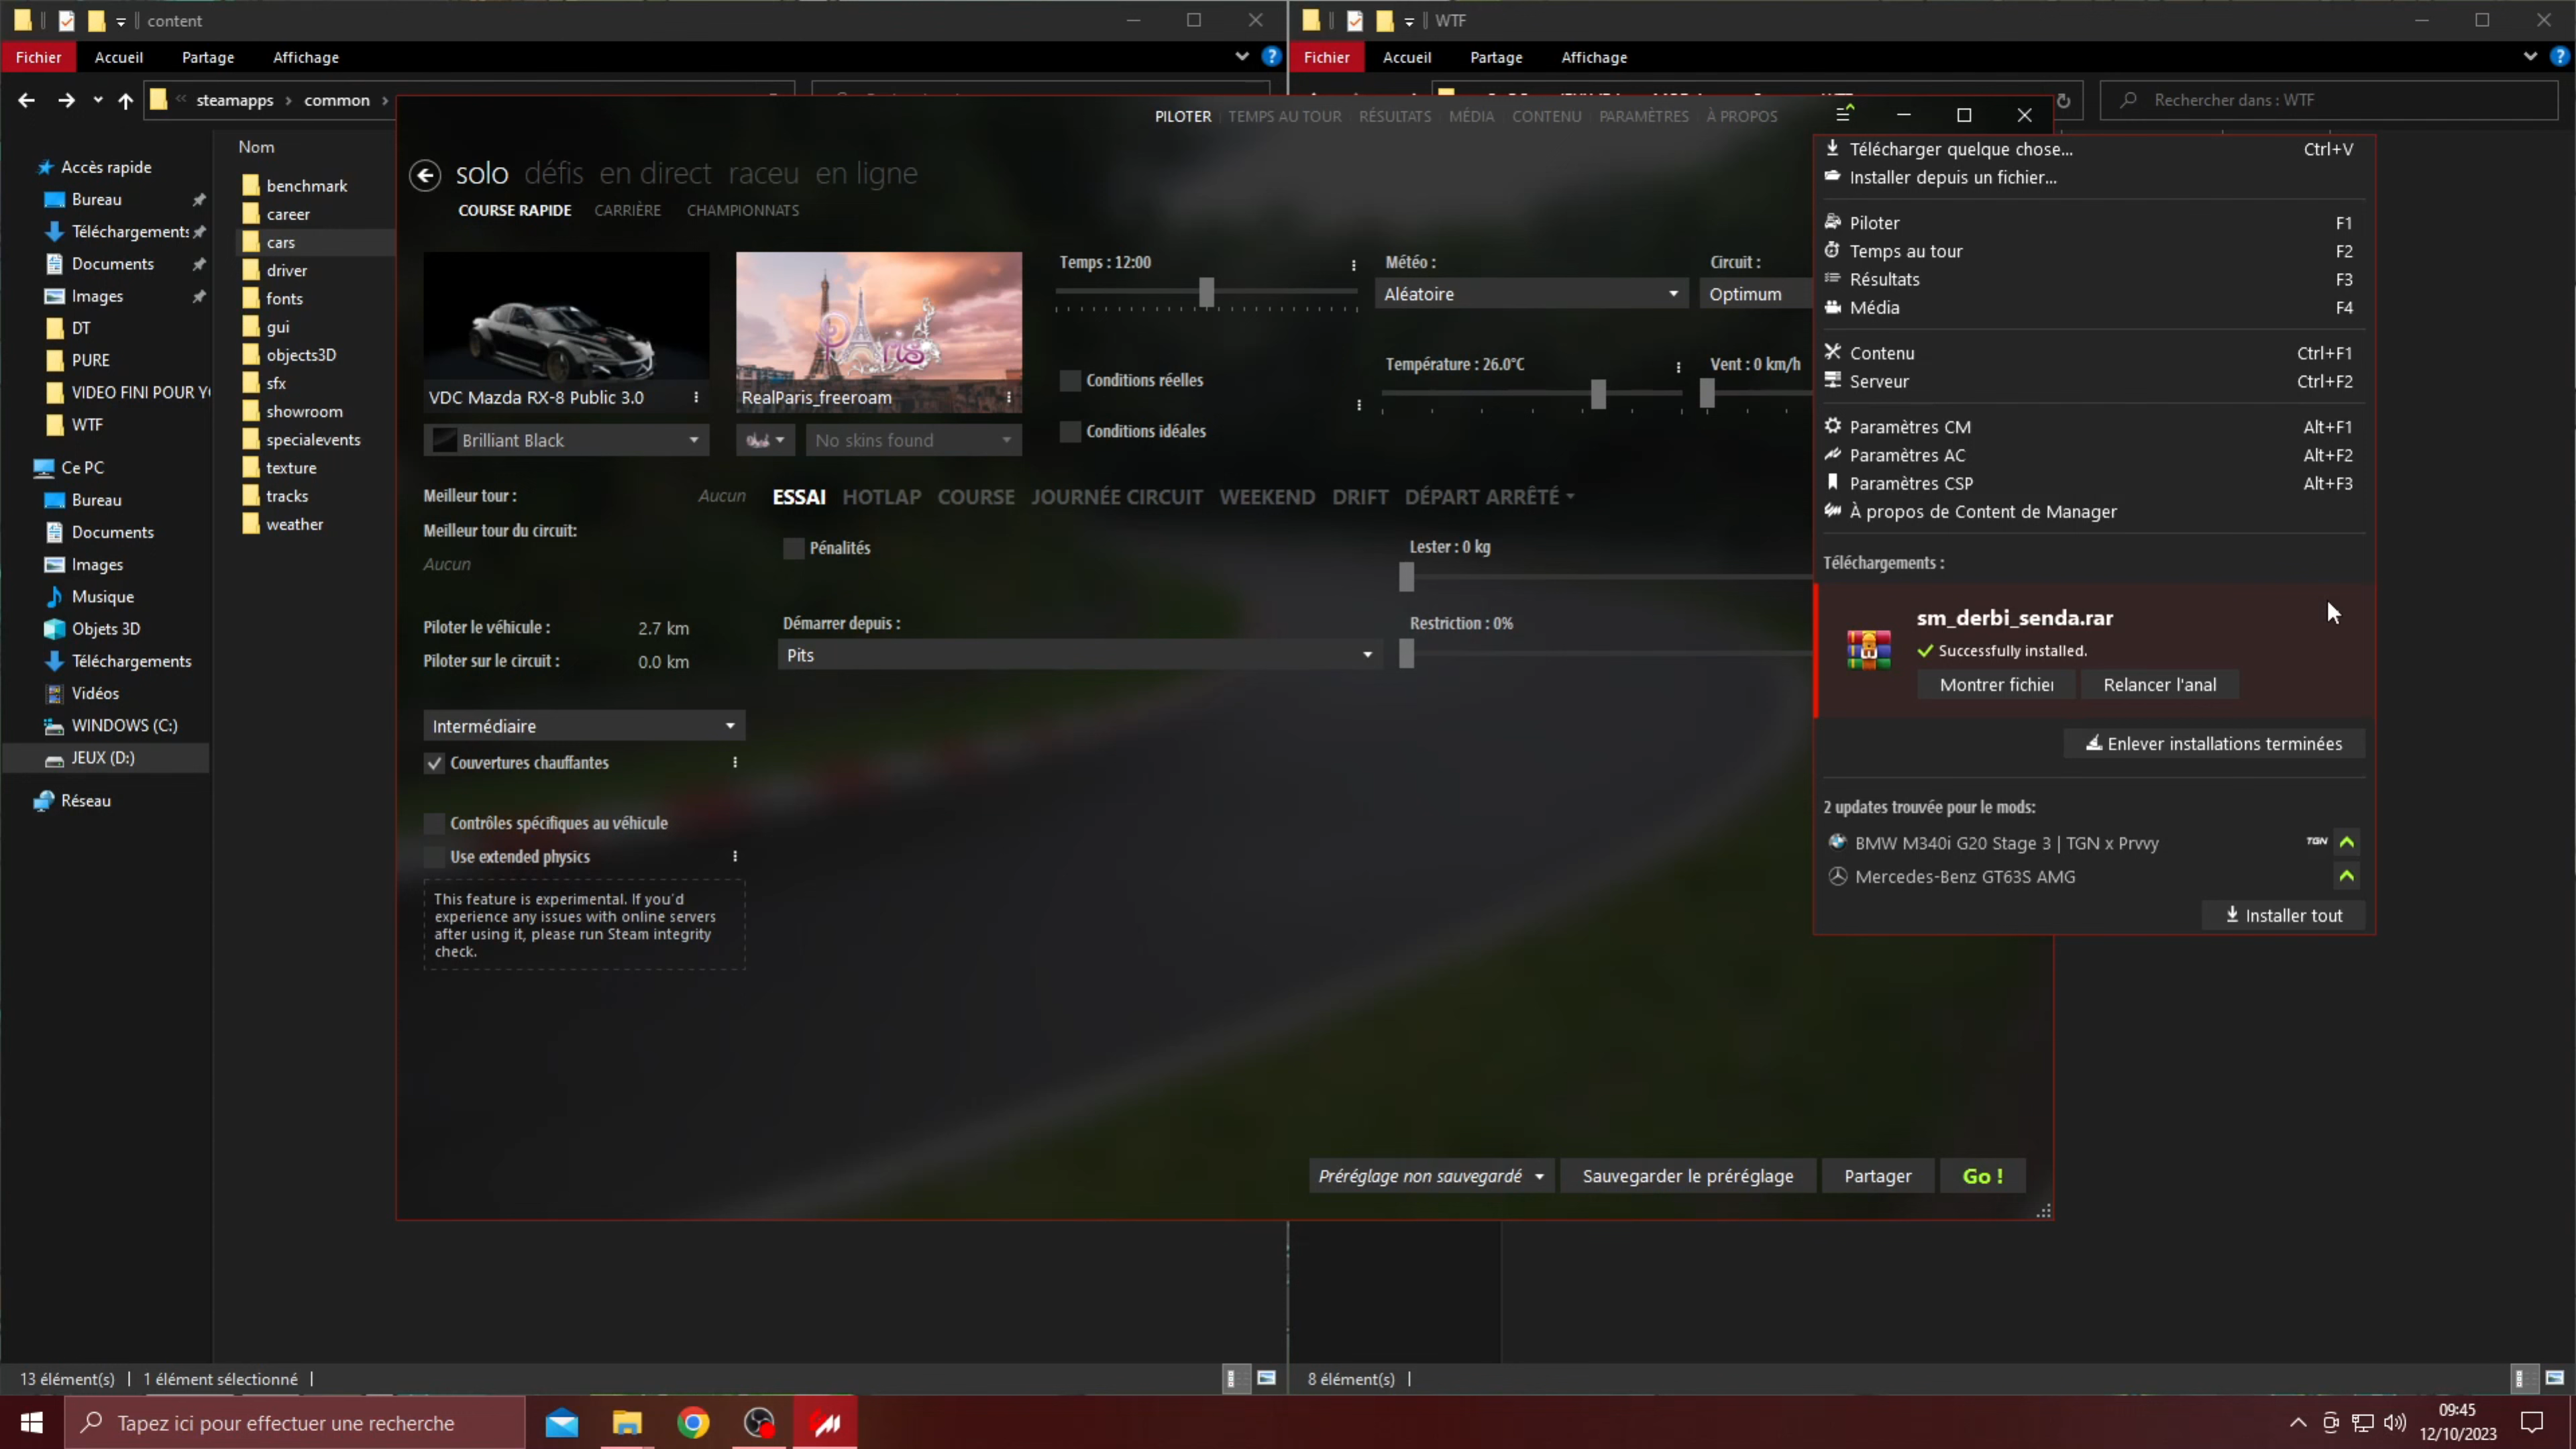 content
Fichier
Accueil
Partage
Affichage
steamapps
common
Accès rapide
Bureau
Téléchargements
Documents
Images
DT
PURE
VIDEO FINI POUR
WTF
Ce PC
Bureau
Documents
Images
Musique
Objets 3D
Téléchargements
Vidéos
WINDOWS (C:)
JEUX (D:)
Réseau
Nom
benchmark
career
cars
driver
fonts
gui
objects3D
sfx
showroom
specialevents
texture
tracks
weather
13 élément(s)
1 élément sélectionné
WTF
Fichier
Accueil
Partage
Affichage
Rechercher dans : WTF
8 élément(s)
PILOTER
TEMPS AU TOUR
RÉSULTATS
MÉDIA
CONTENU
PARAMÈTRES
À PROPOS
solo
défis
en direct
raceu
en ligne
COURSE RAPIDE
CARRIÈRE
CHAMPIONNATS
VDC Mazda RX-8 Public 3.0
Brilliant Black
Paris
RealParis_freeroam
No skins found
Temps : 12:00
Météo :
Aléatoire
Circuit :
Optimum
Conditions réelles
Conditions idéales
Température : 26.0°C
Vent : 0 km/h
Meilleur tour :
Aucun
Meilleur tour du circuit:
Aucun
Piloter le véhicule :
2.7 km
Piloter sur le circuit :
0.0 km
Intermédiaire
Couvertures chauffantes
Contrôles spécifiques au véhicule
Use extended physics
This feature is experimental. If you'd
experience any issues with online servers
after using it, please run Steam integrity
check.
ESSAI
HOTLAP
COURSE
JOURNÉE CIRCUIT
WEEKEND
DRIFT
DÉPART ARRÊTÉ
Pénalités
Démarrer depuis :
Pits
Lester : 0 kg
Restriction : 0%
Préréglage non sauvegardé
Sauvegarder le préréglage
Partager
Go !
Télécharger quelque chose... Ctrl+V
Installer depuis un fichier...
Piloter F1
Temps au tour F2
Résultats F3
Média F4
Contenu Ctrl+F1
Serveur Ctrl+F2
Paramètres CM Alt+F1
Paramètres AC Alt+F2
Paramètres CSP Alt+F3
À propos de Content de Manager
Téléchargements :
sm_derbi_senda.rar
Successfully installed.
Montrer fichier
Relancer l'anal
Enlever installations terminées
2 updates trouvée pour le mods:
BMW M340i G20 Stage 3 | TGN x Prvvy
TGN
Mercedes-Benz GT63S AMG
Installer tout
Tapez ici pour effectuer une recherche
09:45
12/10/2023